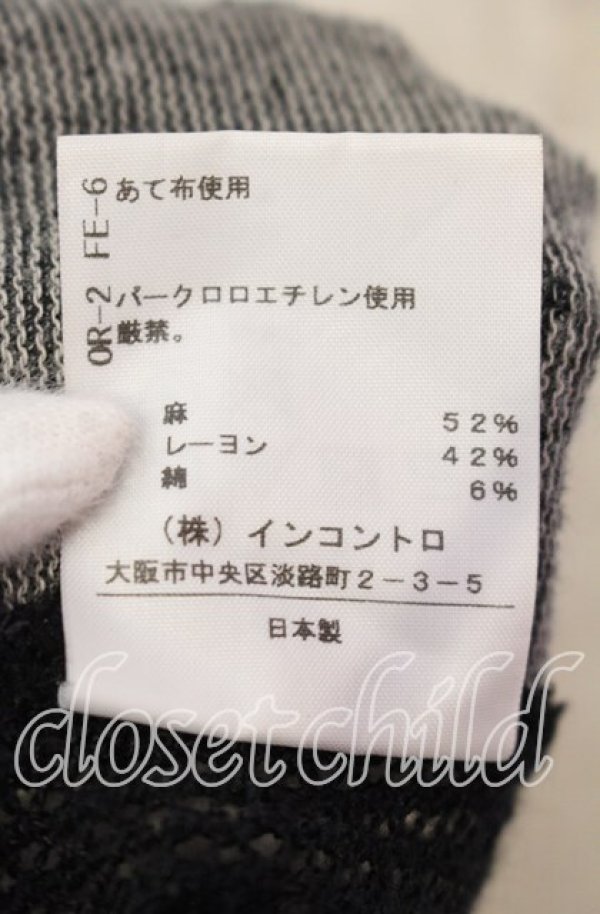 FE-6
あて布使用
OR-2
パークロロエチレン使用
厳禁。
麻 52%
レーヨン 42%
綿 6%
(株)インコントロ
大阪市中央区淡路町2-3-5
日本製
closetchild